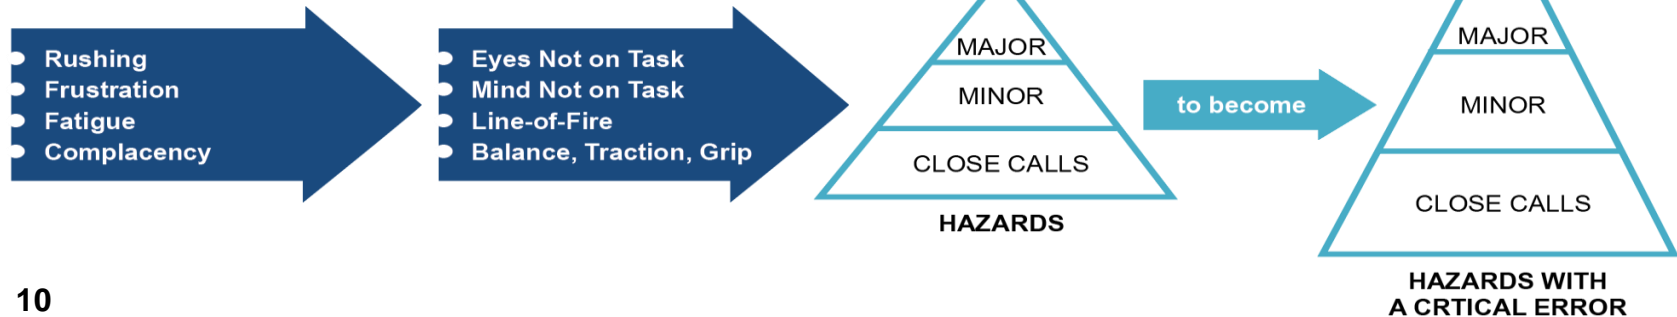 Rushing
Frustration
Fatigue
Complacency
Eyes Not on Task
Mind Not on Task
Line-of-Fire
Balance, Traction, Grip
MAJOR
MINOR
CLOSE CALLS
HAZARDS
to become
MAJOR
MINOR
CLOSE CALLS
HAZARDS WITH
A CRTICAL ERROR
10